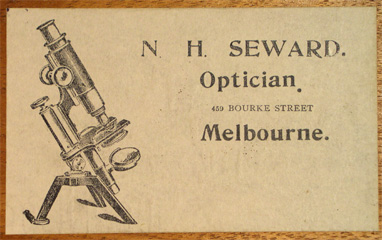 N H. SEWARD.
Optician.
459 BOURKE STREET
Melbourne.